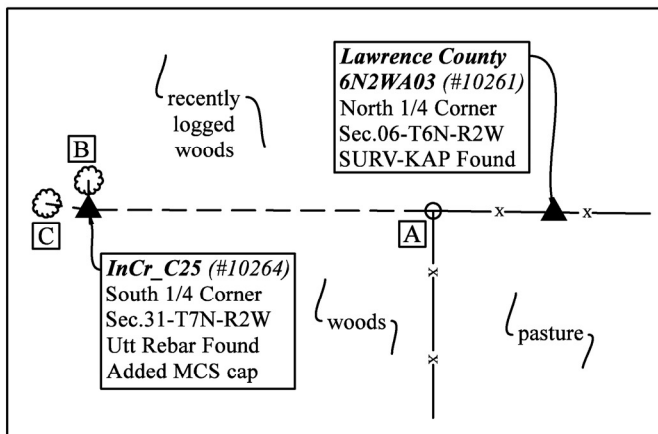 Lawrence County
6N2WA03 (#10261)
North 1/4 Corner
Sec.06-T6N-R2W
SURV-KAP Found
recently
logged
woods
B
C
A
x
x
x
x
InCr_C25 (#10264)
South 1/4 Corner
Sec.31-T7N-R2W
Utt Rebar Found
Added MCS cap
woods
pasture